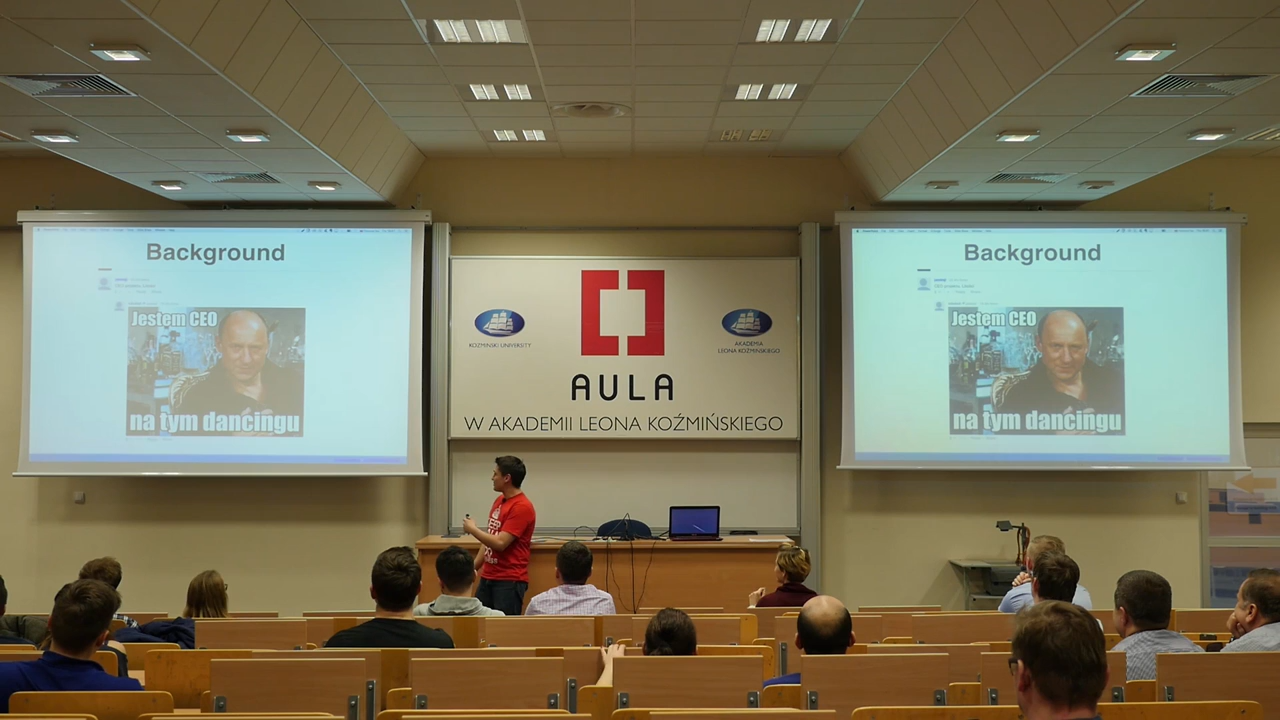 Background
Jestem CEO
na tym dancingu
KOZMINSKI UNIVERSITY
AULA
W AKADEMII LEONA KOŹMIŃSKIEGO
AKADEMIA
LEONA KOŹMIŃSKIEGO
Background
Jestem CEO
na tym dancingu